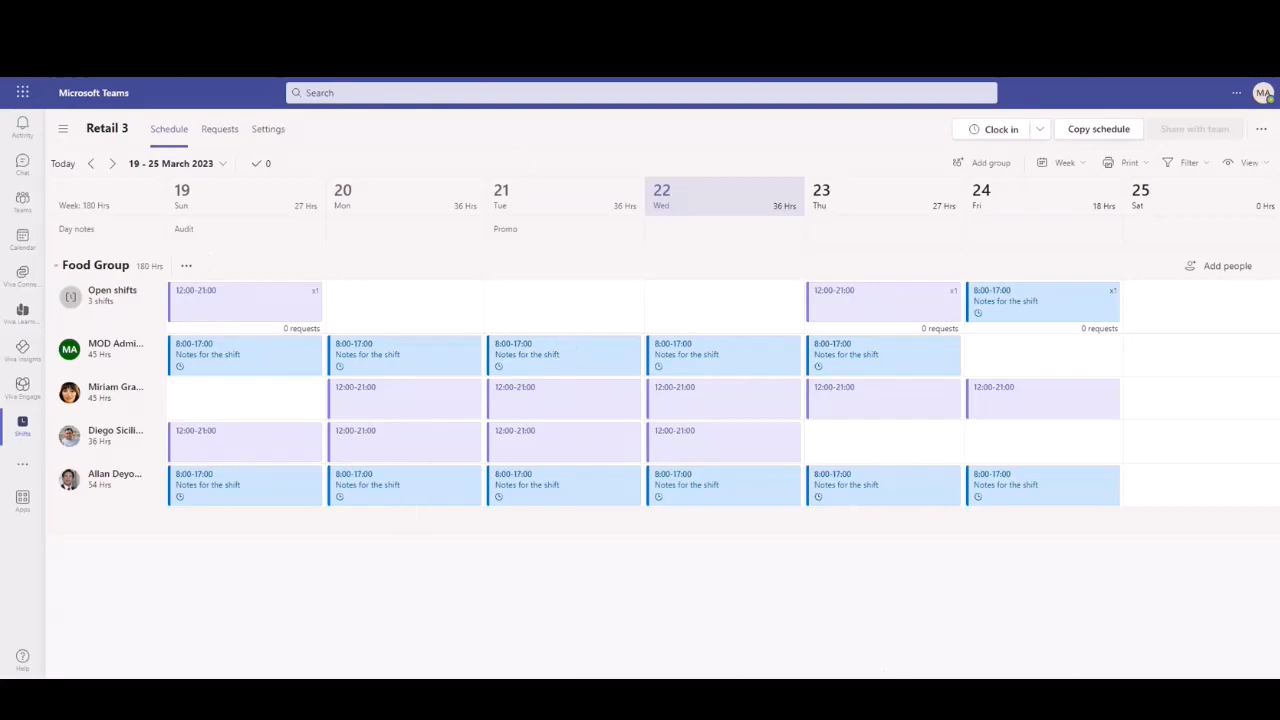 Microsoft Teams
Search
MA
Activity
Chat
Teams
Calendar
Viva Conne...
Viva Learn...
Viva Insights
Viva Engage
Shifts
Apps
Help
Retail 3
Schedule
Requests
Settings
Clock in
Copy schedule
Share with team
Today
19 - 25 March 2023
0
Add group
Week
Print
Filter
View
Week: 180 Hrs
19
Sun
27 Hrs
20
Mon
36 Hrs
21
Tue
36 Hrs
22
Wed
36 Hrs
23
Thu
27 Hrs
24
Fri
18 Hrs
25
Sat
0 Hrs
Day notes
Audit
Promo
Food Group
180 Hrs
Add people
Open shifts
3 shifts
12:00-21:00
x1
0 requests
12:00-21:00
x1
0 requests
8:00-17:00
x1
Notes for the shift
0 requests
MA
MOD Admi...
45 Hrs
8:00-17:00
Notes for the shift
8:00-17:00
Notes for the shift
8:00-17:00
Notes for the shift
8:00-17:00
Notes for the shift
8:00-17:00
Notes for the shift
Miriam Gra...
45 Hrs
12:00-21:00
12:00-21:00
12:00-21:00
12:00-21:00
12:00-21:00
Diego Sicili...
36 Hrs
12:00-21:00
12:00-21:00
12:00-21:00
12:00-21:00
Allan Deyo...
54 Hrs
8:00-17:00
Notes for the shift
8:00-17:00
Notes for the shift
8:00-17:00
Notes for the shift
8:00-17:00
Notes for the shift
8:00-17:00
Notes for the shift
8:00-17:00
Notes for the shift